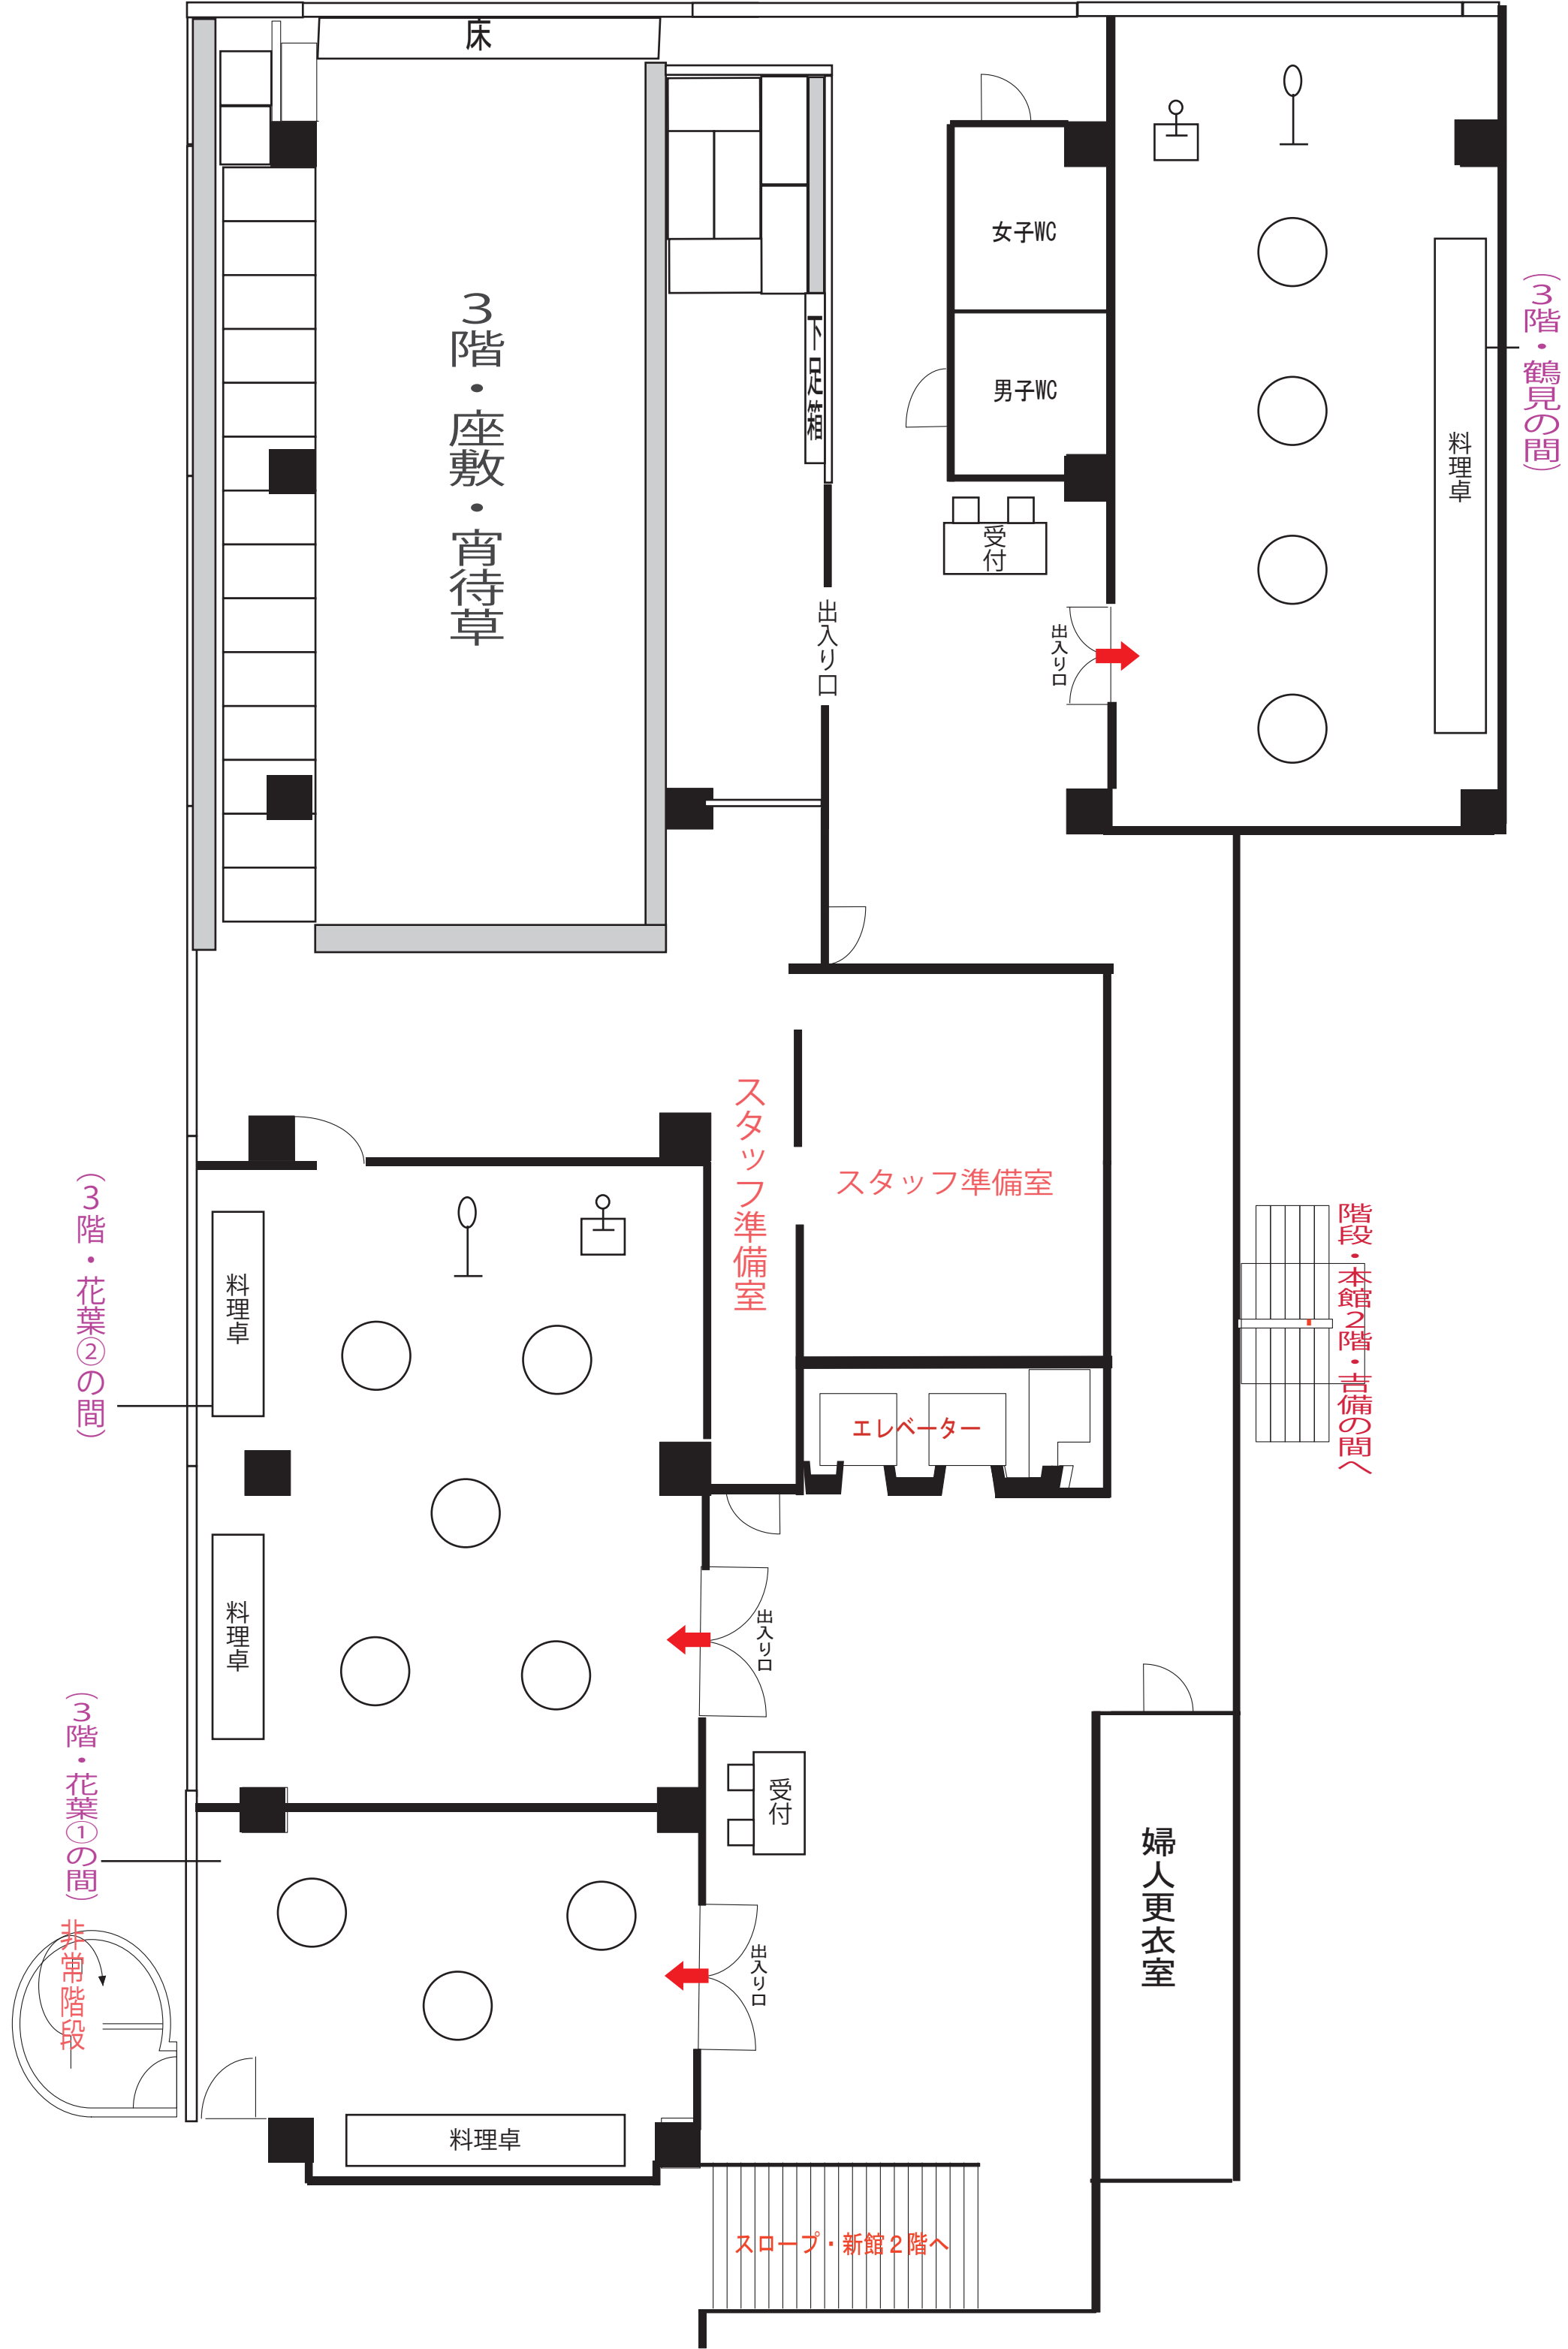 床
3階・座敷・宵待草
下足箱
女子WC
男子WC
受付
出入り口
出入り口
料理卓
(3階・鶴見の間)
スタッフ準備室
スタッフ準備室
エレベーター
階段・本館2階・吉備の間へ
(3階・花葉②の間)
料理卓
料理卓
出入り口
受付
(3階・花葉①の間)
非常階段
出入り口
料理卓
婦人更衣室
スロープ・新館2階へ